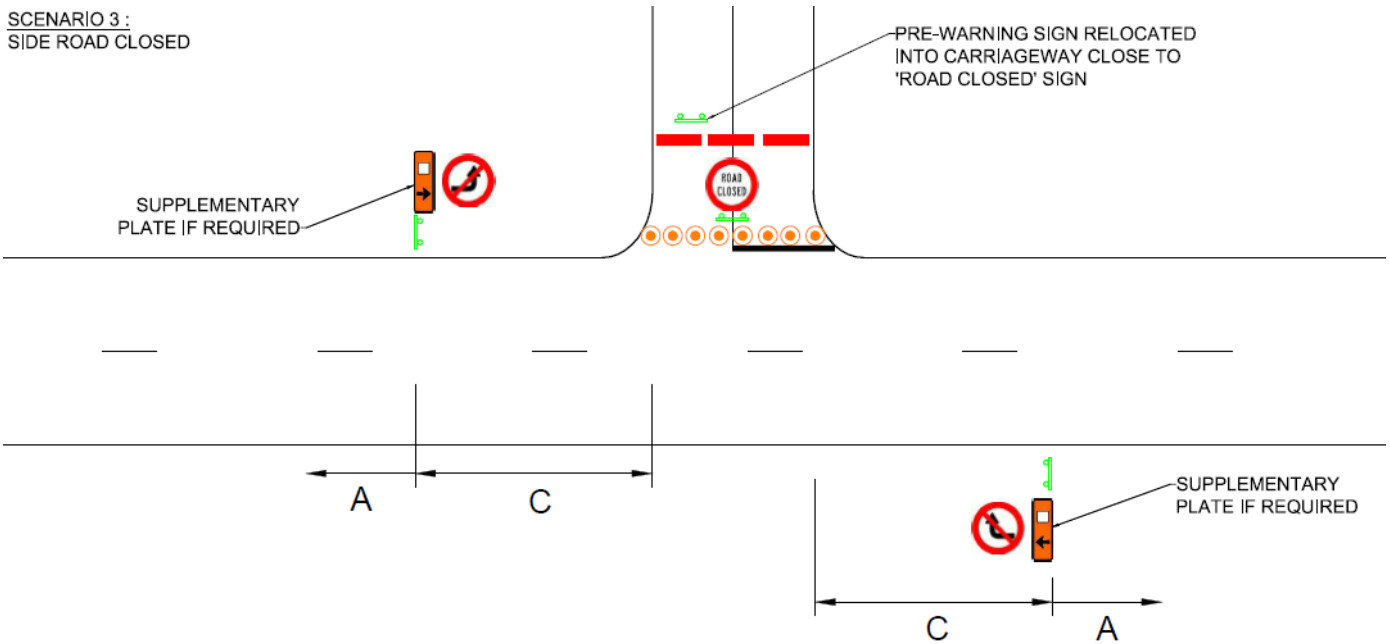 SCENARIO 3 :
SIDE ROAD CLOSED
PRE-WARNING SIGN RELOCATED
INTO CARRIAGEWAY CLOSE TO
'ROAD CLOSED' SIGN
ROAD
CLOSED
SUPPLEMENTARY
PLATE IF REQUIRED
A
C
SUPPLEMENTARY
PLATE IF REQUIRED
C
A